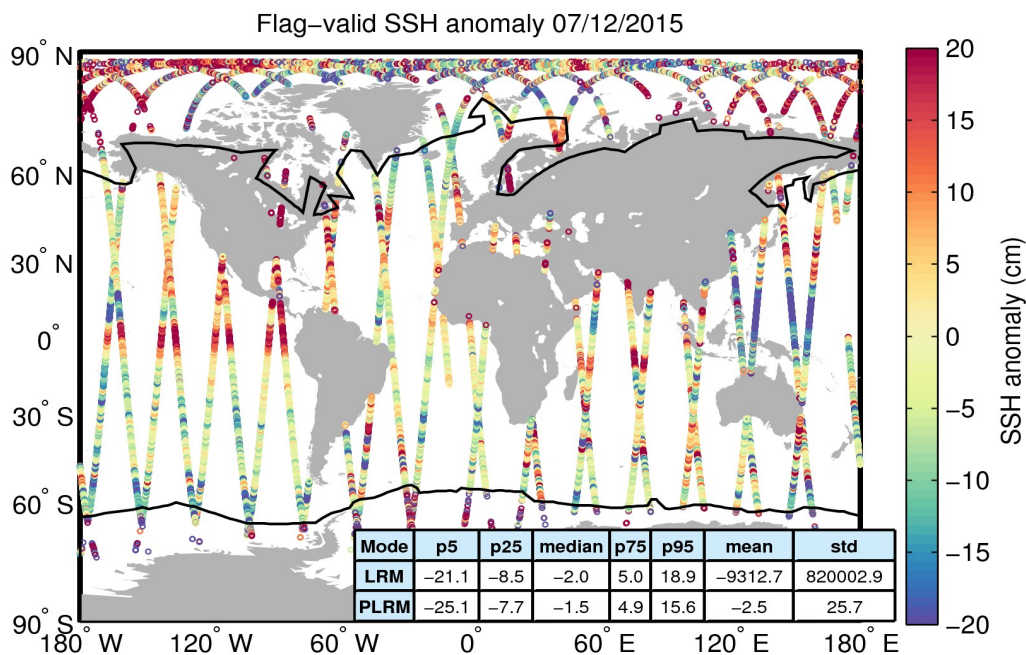 Flag−valid SSH anomaly 07/12/2015
90° N
60° N
30° N
0°
30° S
60° S
90° S
180° W
120° W
60° W
0°
60° E
120° E
180° E
20
15
10
5
0
−5
−10
−15
−20
SSH anomaly (cm)
Mode p5 p25 median p75 p95 mean std
LRM −21.1 −8.5 −2.0 5.0 18.9 −9312.7 820002.9
PLRM −25.1 −7.7 −1.5 4.9 15.6 −2.5 25.7